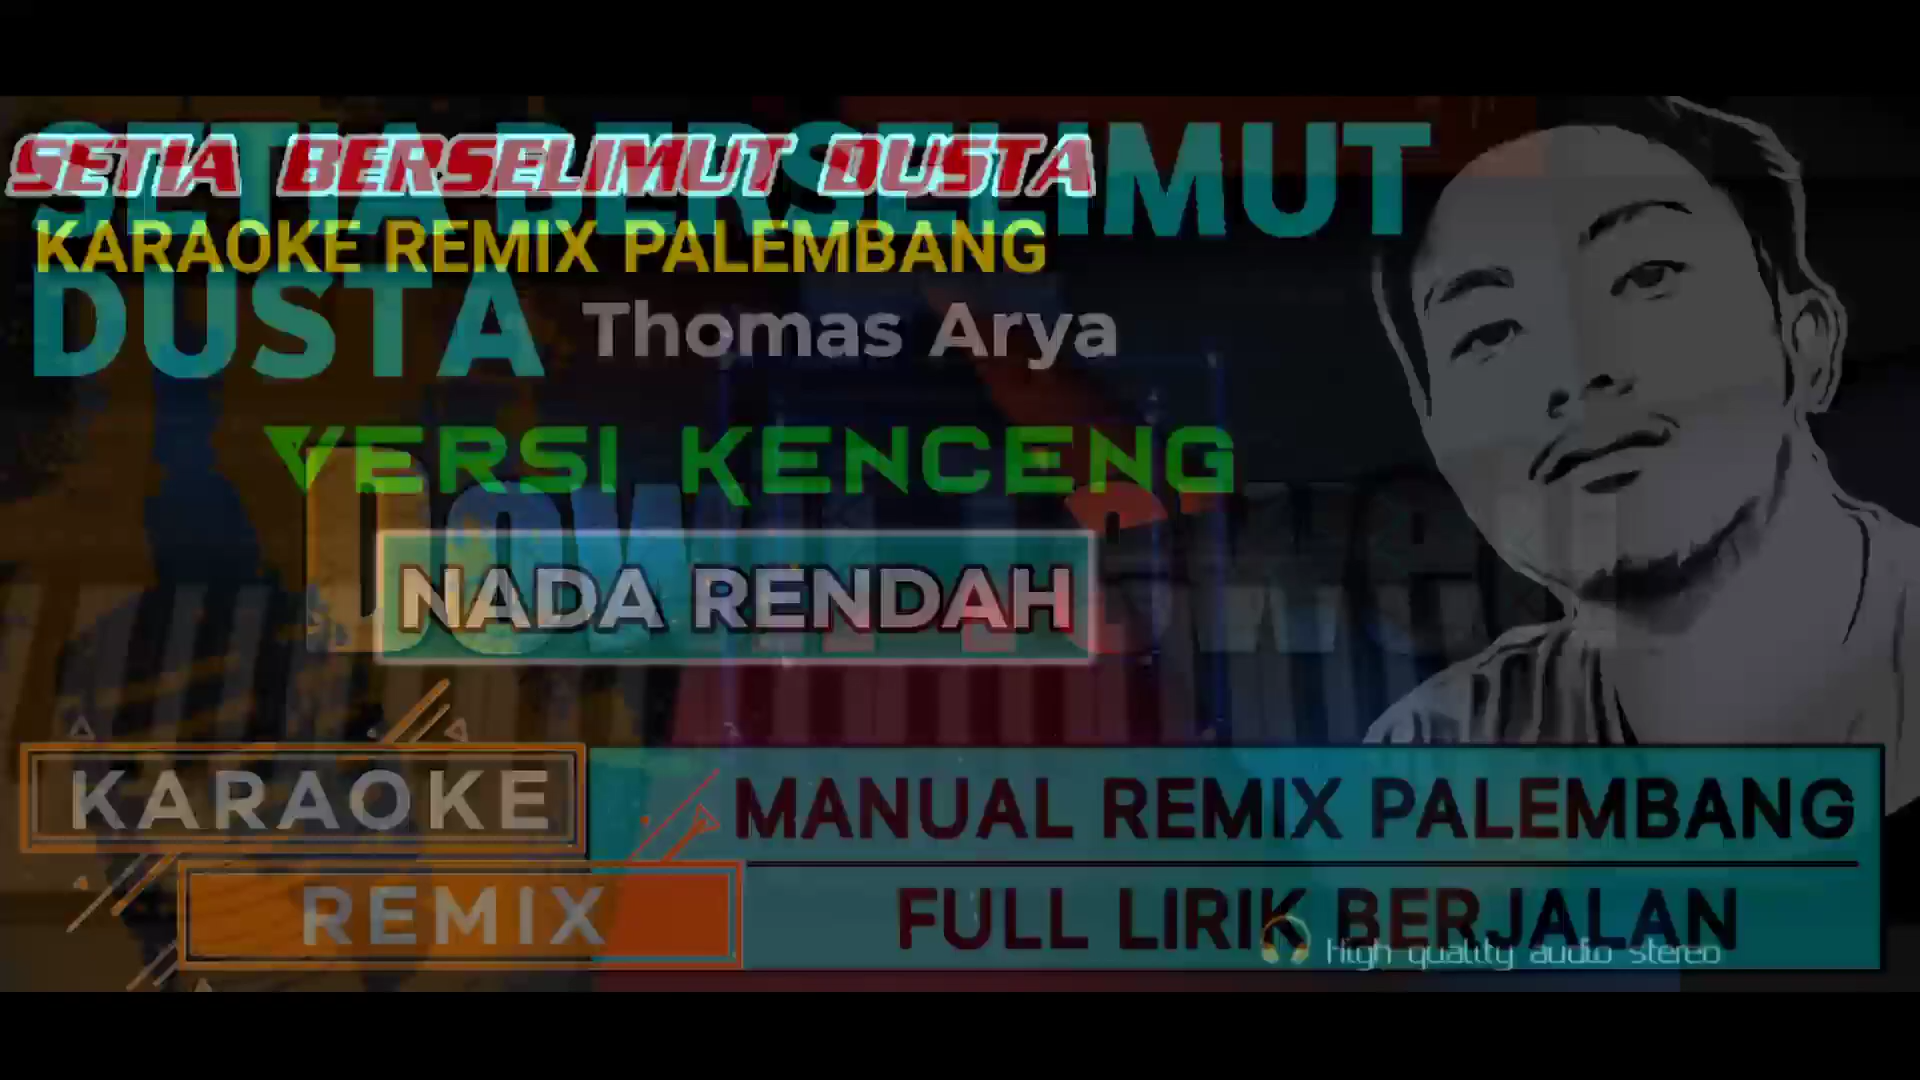 SETIA BERSELIMUT DUSTA
SETIA BERSELIMUT
KARAOKE REMIX PALEMBANG
DUSTA Thomas Arya
VERSI KENCENG
NADA RENDAH
KARAOKE
REMIX
MANUAL REMIX PALEMBANG
FULL LIRIK BERJALAN
High quality audio stereo